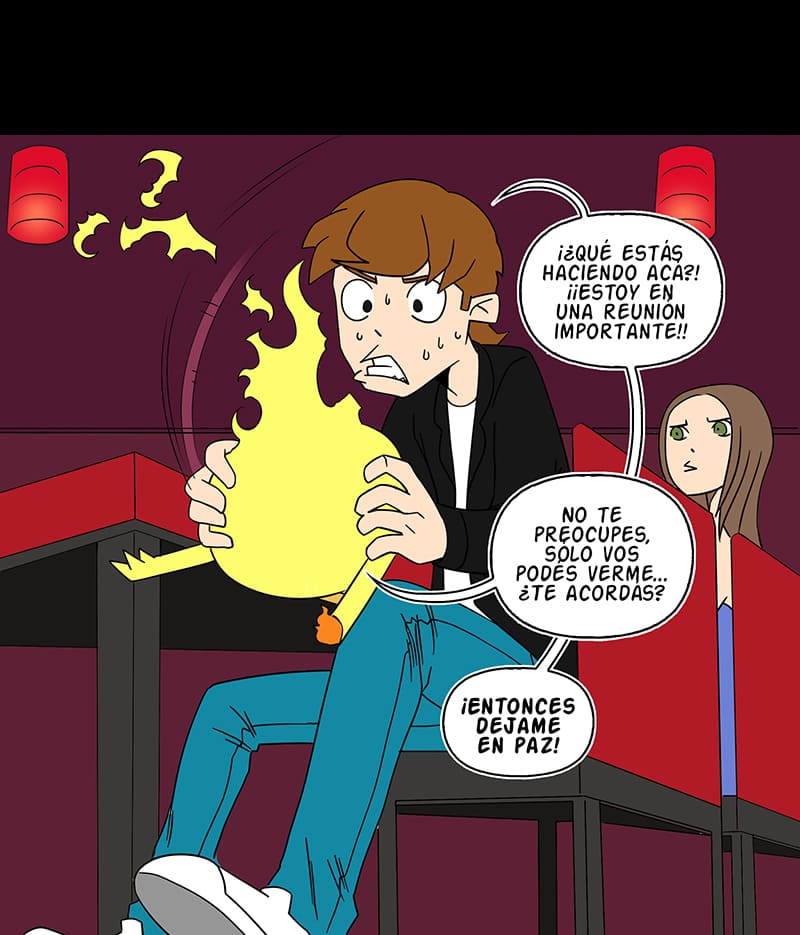 ¡¿QUÉ ESTÁS
HACIENDO ACÁ?!
¡¡ESTOY EN
UNA REUNIÓN
IMPORTANTE!!
NO TE
PREOCUPES,
SÓLO VOS
PODÉS VERME...
¿TE ACORDÁS?
¡ENTONCES
DEJAME
EN PAZ!